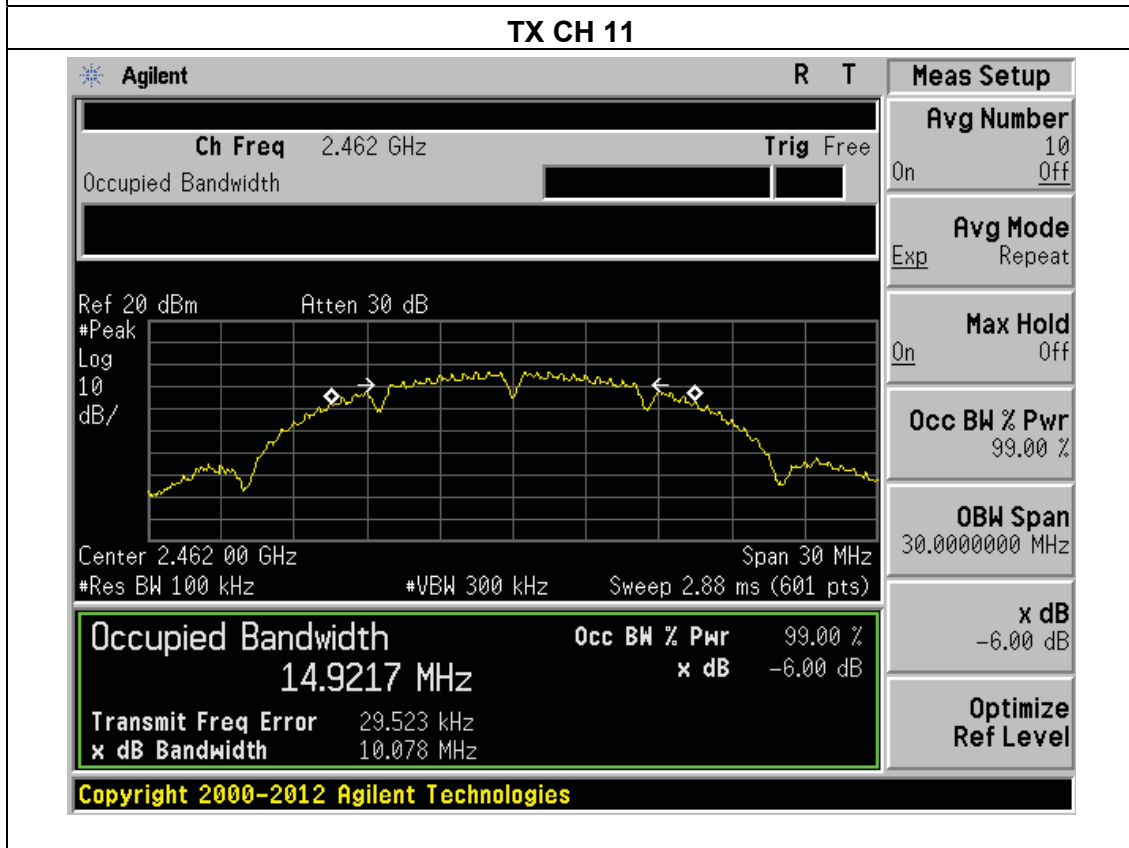 TX CH 11
Agilent R T
Ch Freq 2.462 GHz Trig Free
Occupied Bandwidth
Ref 20 dBm Atten 30 dB
#Peak
Log
10
dB/
Center 2.462 00 GHz Span 30 MHz
#Res BW 100 kHz #VBW 300 kHz Sweep 2.88 ms (601 pts)
Occupied Bandwidth Occ BW % Pwr 99.00 %
14.9217 MHz x dB -6.00 dB
Transmit Freq Error 29.523 kHz
x dB Bandwidth 10.078 MHz
Copyright 2000-2012 Agilent Technologies
Meas Setup
Avg Number
10
On Off
Avg Mode
Exp Repeat
Max Hold
On Off
Occ BW % Pwr
99.00 %
OBW Span
30.0000000 MHz
x dB
-6.00 dB
Optimize
Ref Level